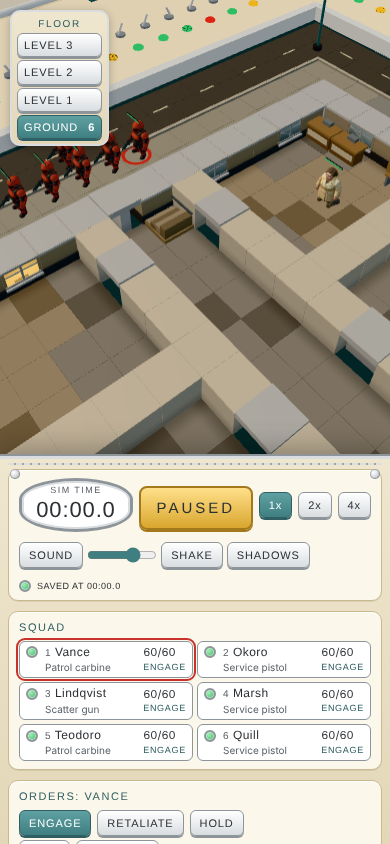 FLOOR
LEVEL 3
LEVEL 2
LEVEL 1
GROUND 6
SIM TIME
00:00.0
PAUSED
1x
2x
4x
SOUND
SHAKE
SHADOWS
SAVED AT 00:00.0
SQUAD
1 Vance 60/60
Patrol carbine ENGAGE
2 Okoro 60/60
Service pistol ENGAGE
3 Lindqvist 60/60
Scatter gun ENGAGE
4 Marsh 60/60
Service pistol ENGAGE
5 Teodoro 60/60
Patrol carbine ENGAGE
6 Quill 60/60
Service pistol ENGAGE
ORDERS: VANCE
ENGAGE
RETALIATE
HOLD